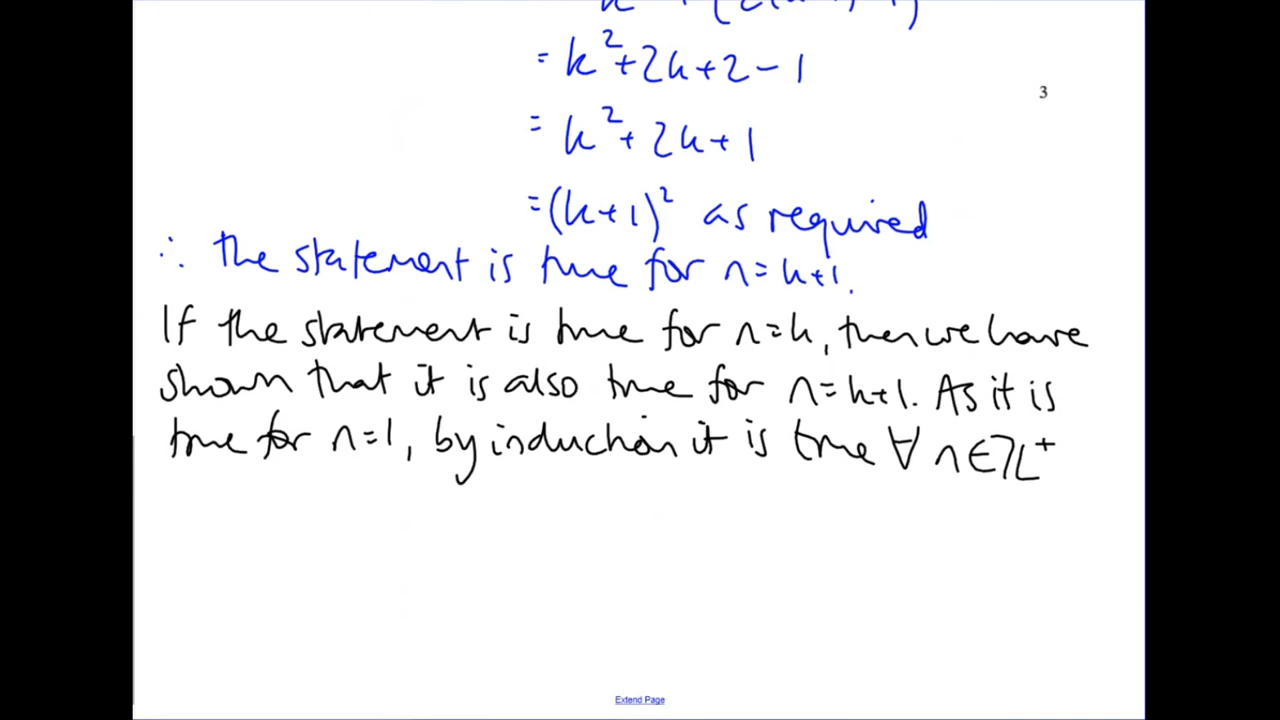 = k²+2k+2-1
3
= k²+2k+1
=(k+1)² as required
∴ the statement is true for n=k+1.
If the statement is true for n=k, then we have
shown that it is also true for n=k+1. As it is
true for n=1, by induction it is true ∀ n∈ℤ⁺
Extend Page